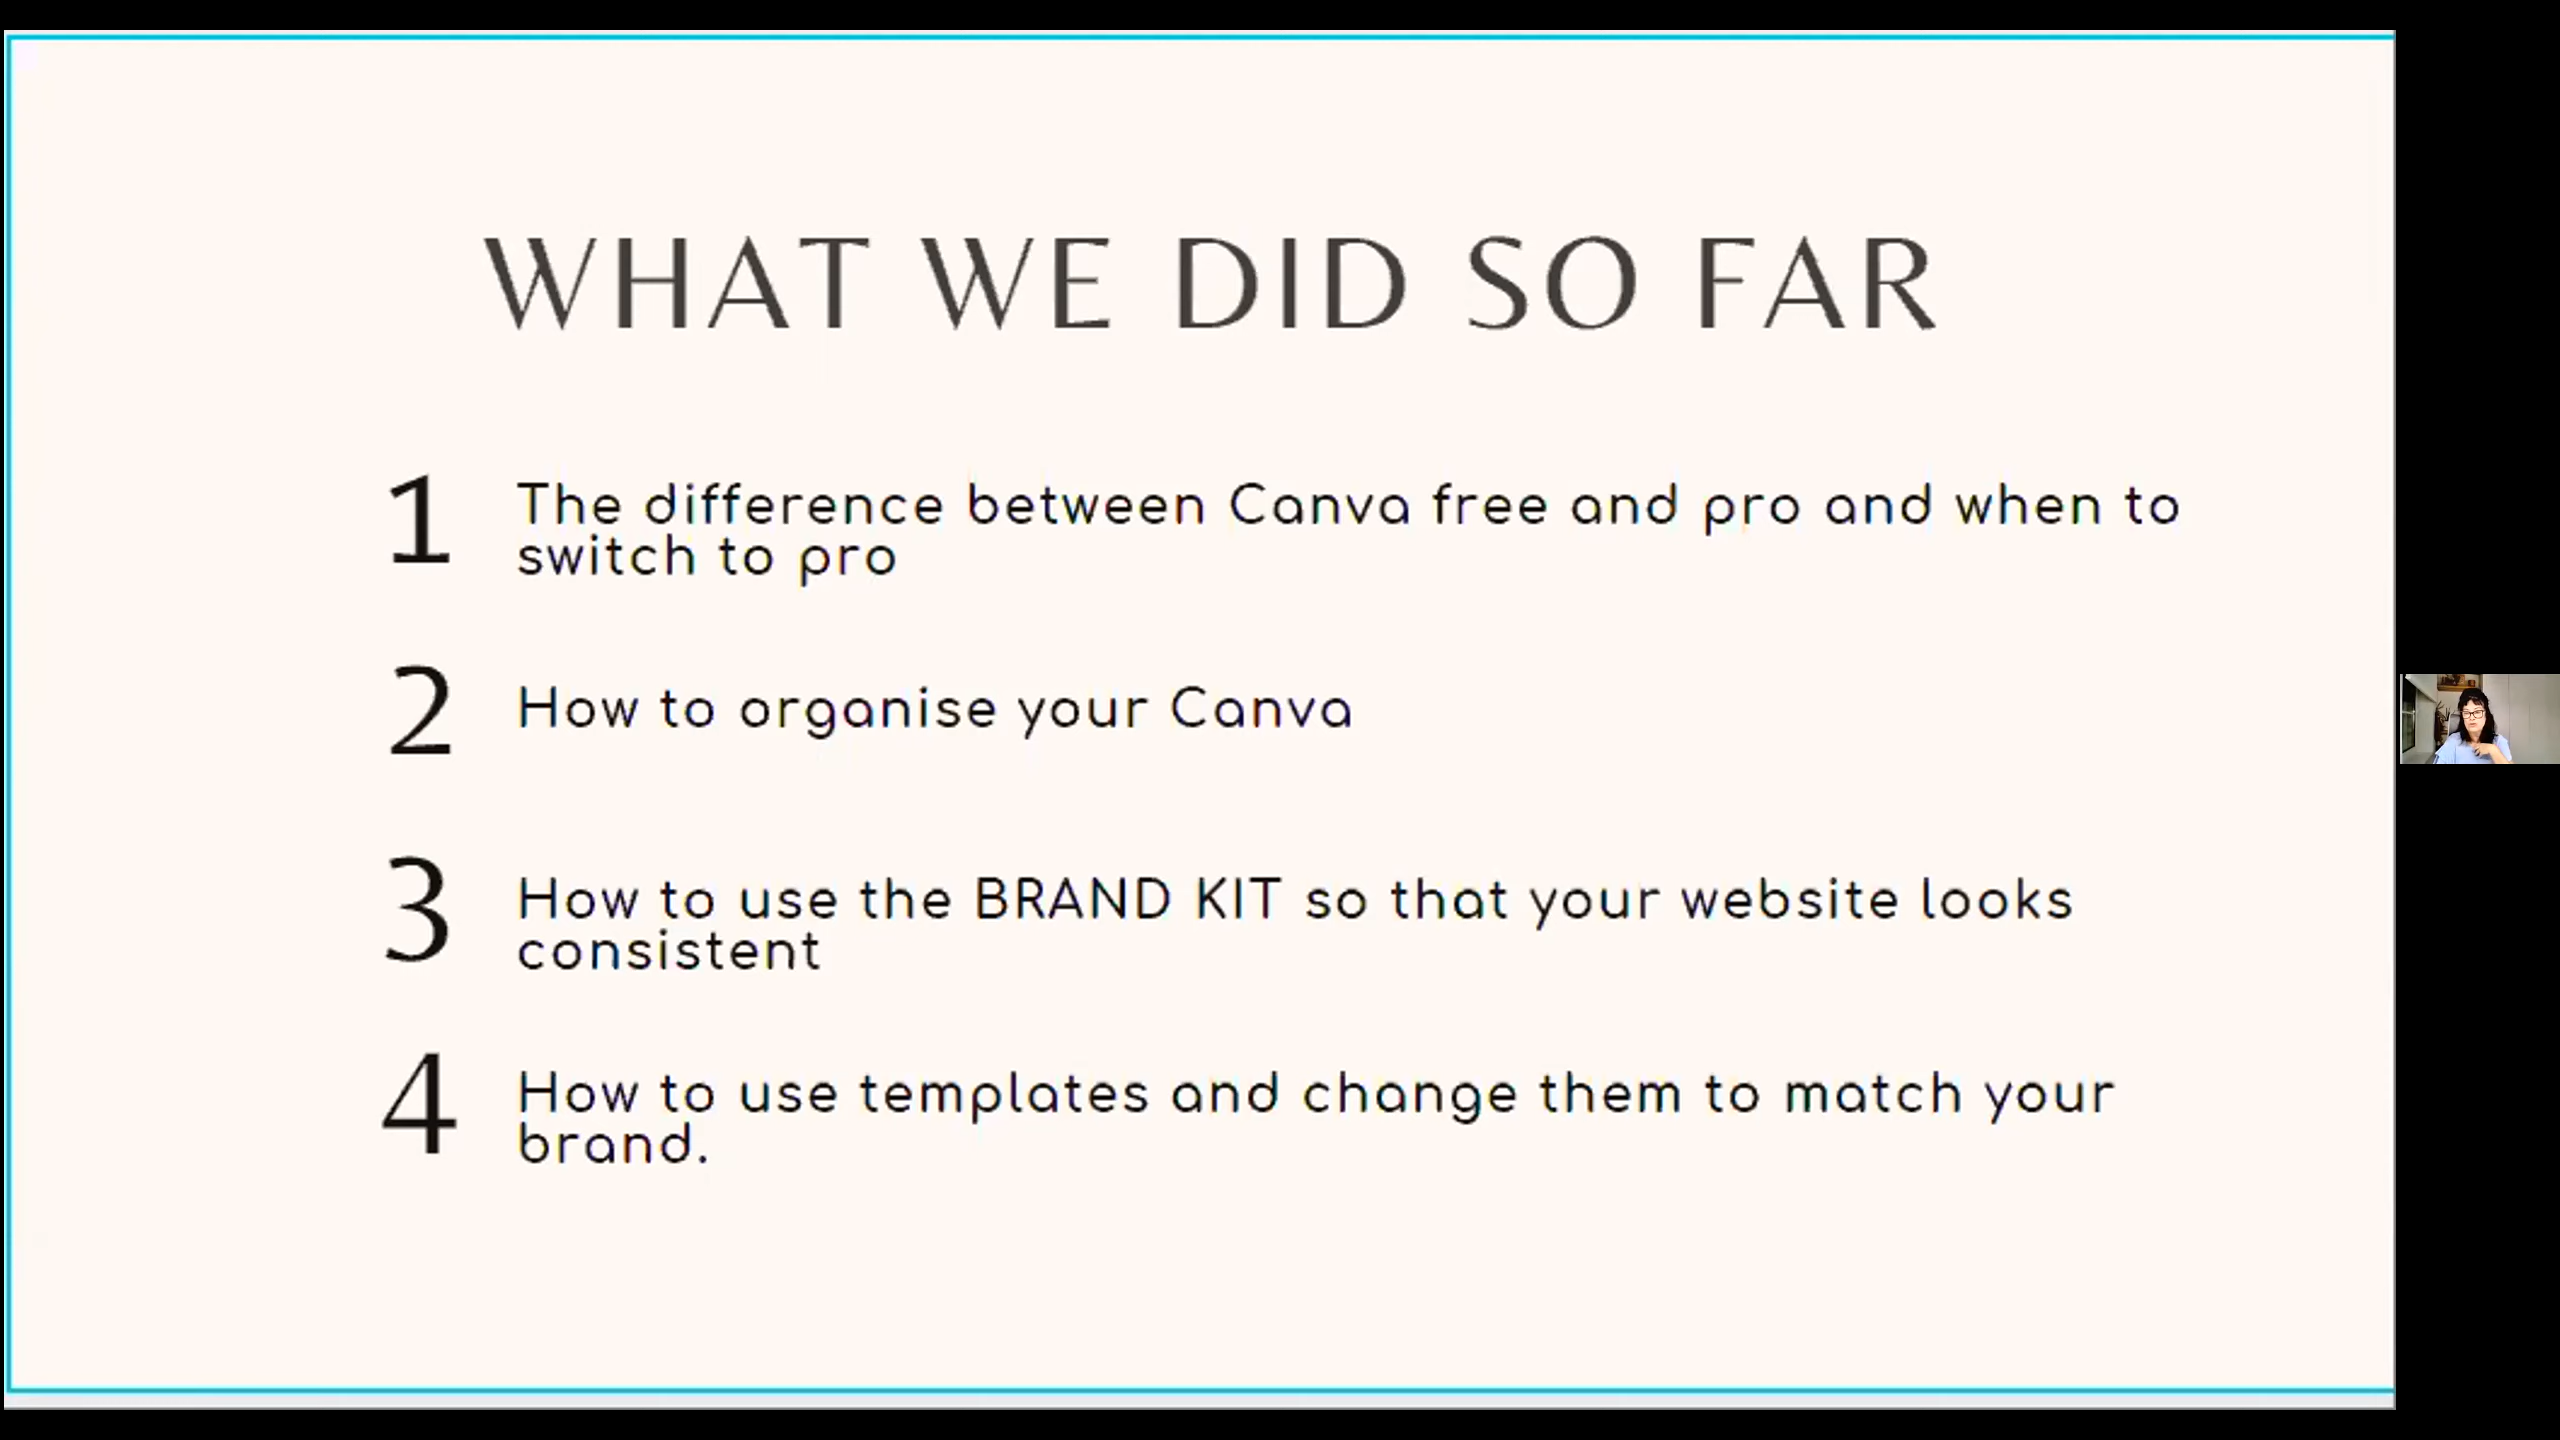 WHAT WE DID SO FAR
1 The difference between Canva free and pro and when to
switch to pro
2 How to organise your Canva
3 How to use the BRAND KIT so that your website looks
consistent
4 How to use templates and change them to match your
brand.